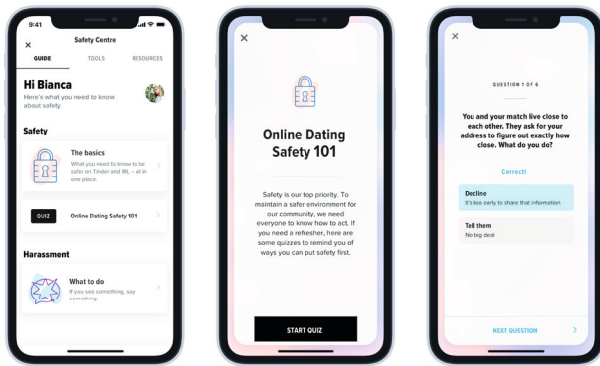 9:41
Safety Centre
GUIDE TOOLS RESOURCES
Hi Bianca
Here's what you need to know
about safety
Safety
The basics
What you need to know to be
safer on Tinder and IRL – all in
one place.
QUIZ Online Dating Safety 101
Harassment
What to do
If you see something, say
something.
Online Dating
Safety 101
Safety is our top priority. To
maintain a safer environment for
our community, we need
everyone to know how to act. If
you need a refresher, here are
some quizzes to remind you of
ways you can put safety first.
START QUIZ
QUESTION 1 OF 6
You and your match live close to
each other. They ask for your
address to figure out exactly how
close. What do you do?
Correct!
Decline
It's too early to share that information
Tell them
No big deal
NEXT QUESTION